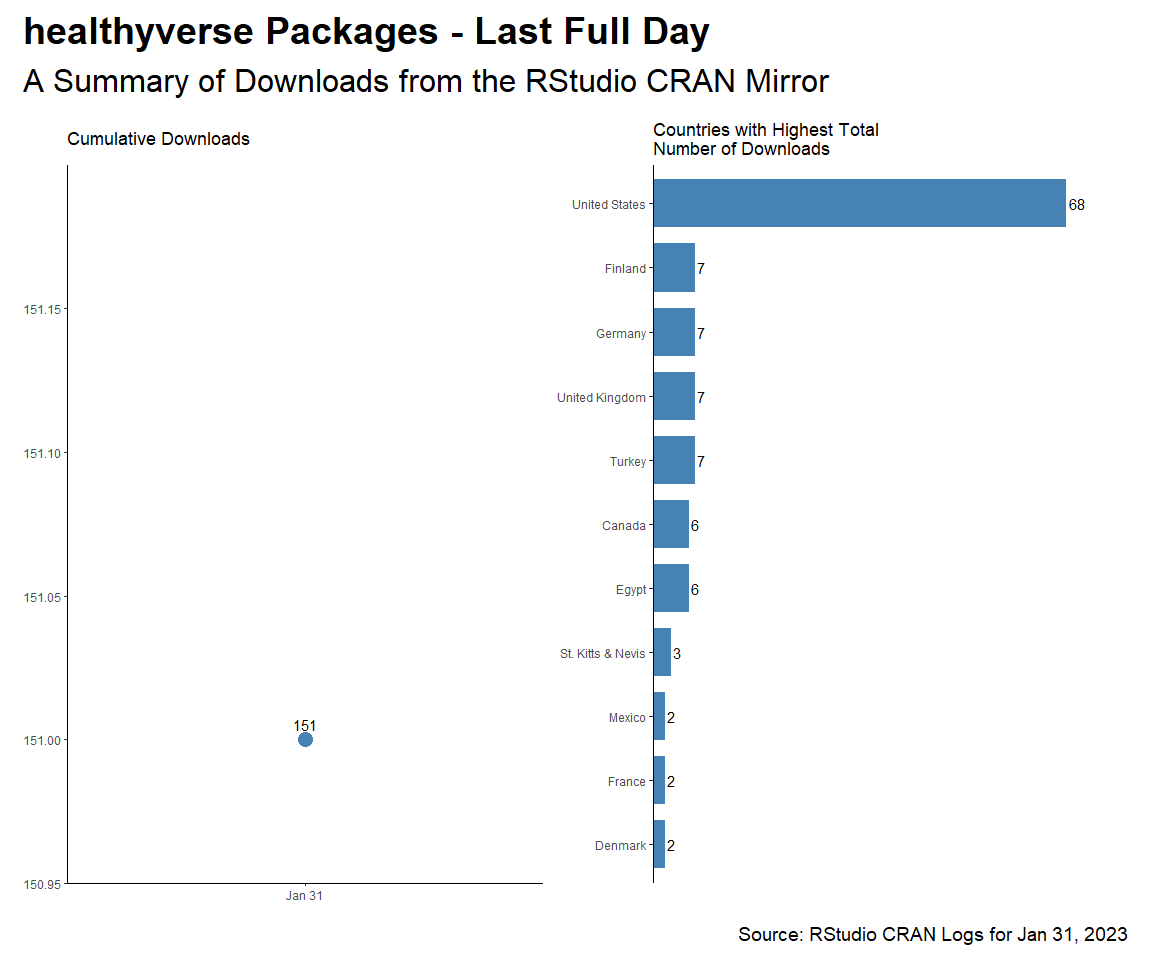 healthyverse Packages - Last Full Day
A Summary of Downloads from the RStudio CRAN Mirror
Cumulative Downloads
151.15
151.10
151.05
151.00
150.95
151
Jan 31
Countries with Highest Total
Number of Downloads
United States 68
Finland 7
Germany 7
United Kingdom 7
Turkey 7
Canada 6
Egypt 6
St. Kitts & Nevis 3
Mexico 2
France 2
Denmark 2
Source: RStudio CRAN Logs for Jan 31, 2023